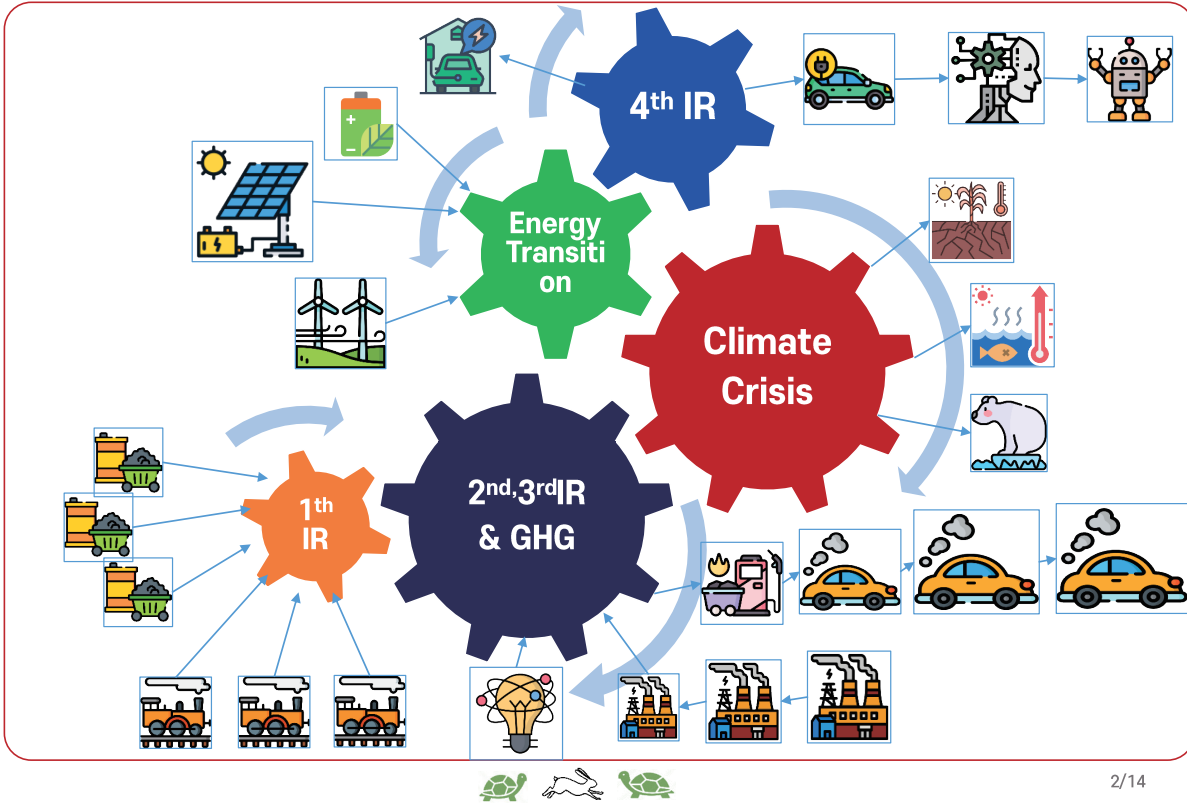 4th IR
Energy
Transiti
on
Climate
Crisis
2nd,3rdIR
& GHG
1th
IR
2/14